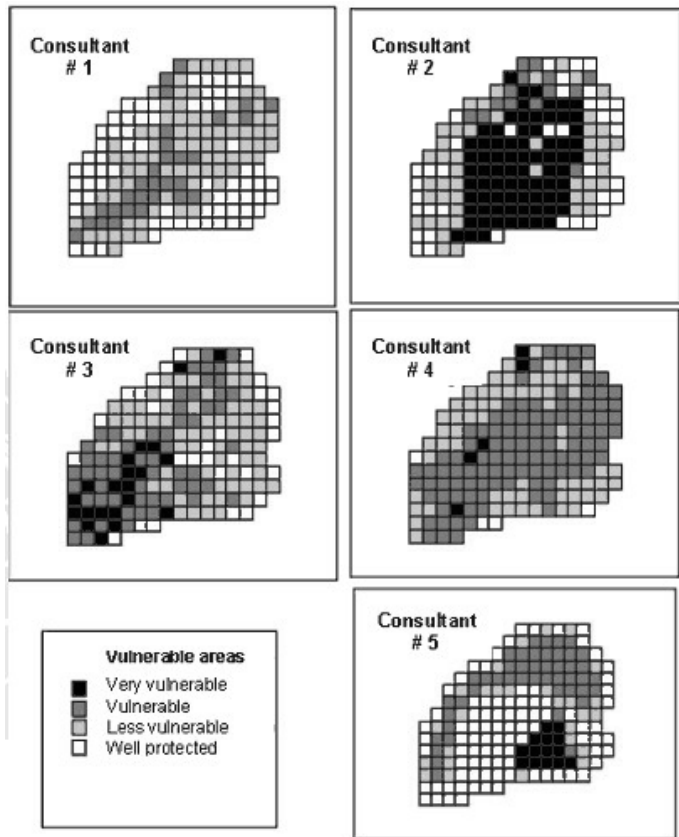 Consultant
# 1
Consultant
# 2
Consultant
# 3
Consultant
# 4
Consultant
# 5
Vulnerable areas
Very vulnerable
Vulnerable
Less vulnerable
Well protected